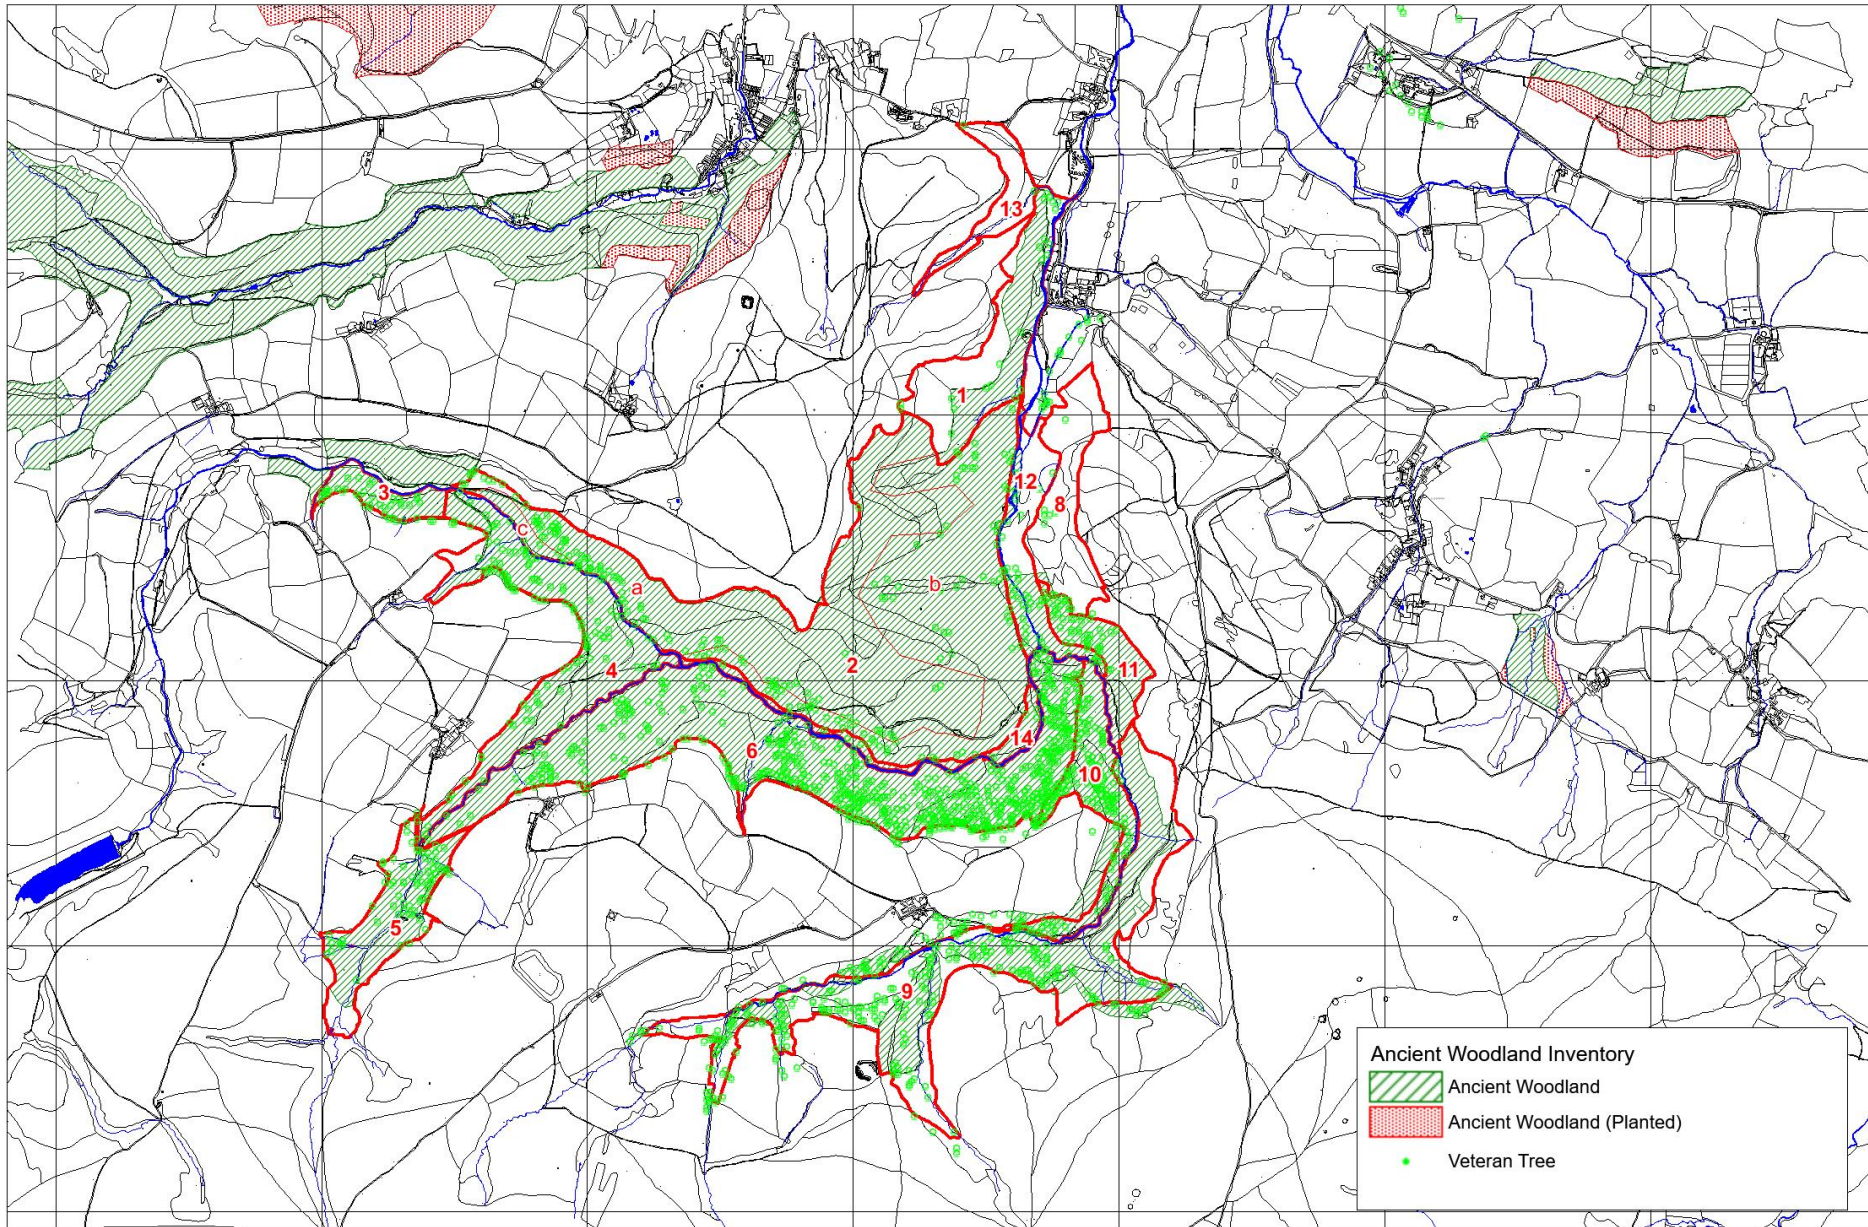 13
1
3
12
8
c
a
b
4
2
11
6
14
10
5
9
Ancient Woodland Inventory
Ancient Woodland
Ancient Woodland (Planted)
Veteran Tree